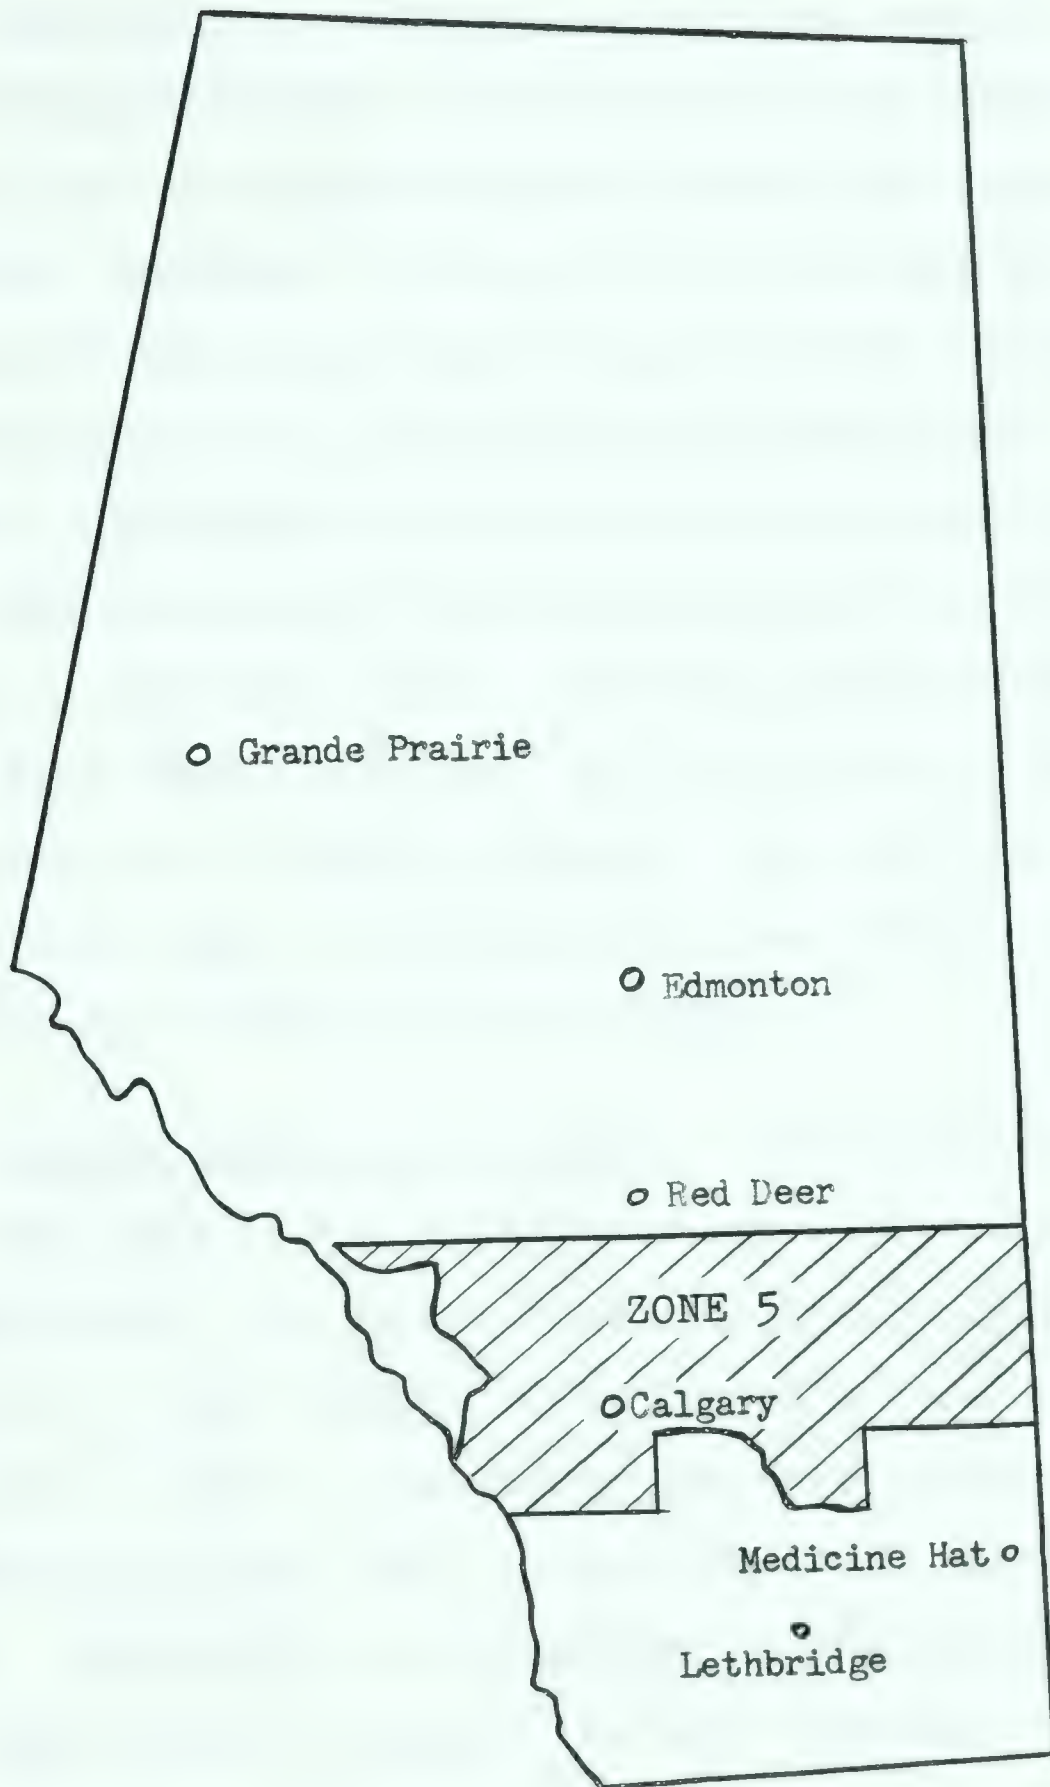 Grande Prairie
Edmonton
Red Deer
ZONE 5
Calgary
Medicine Hat
Lethbridge